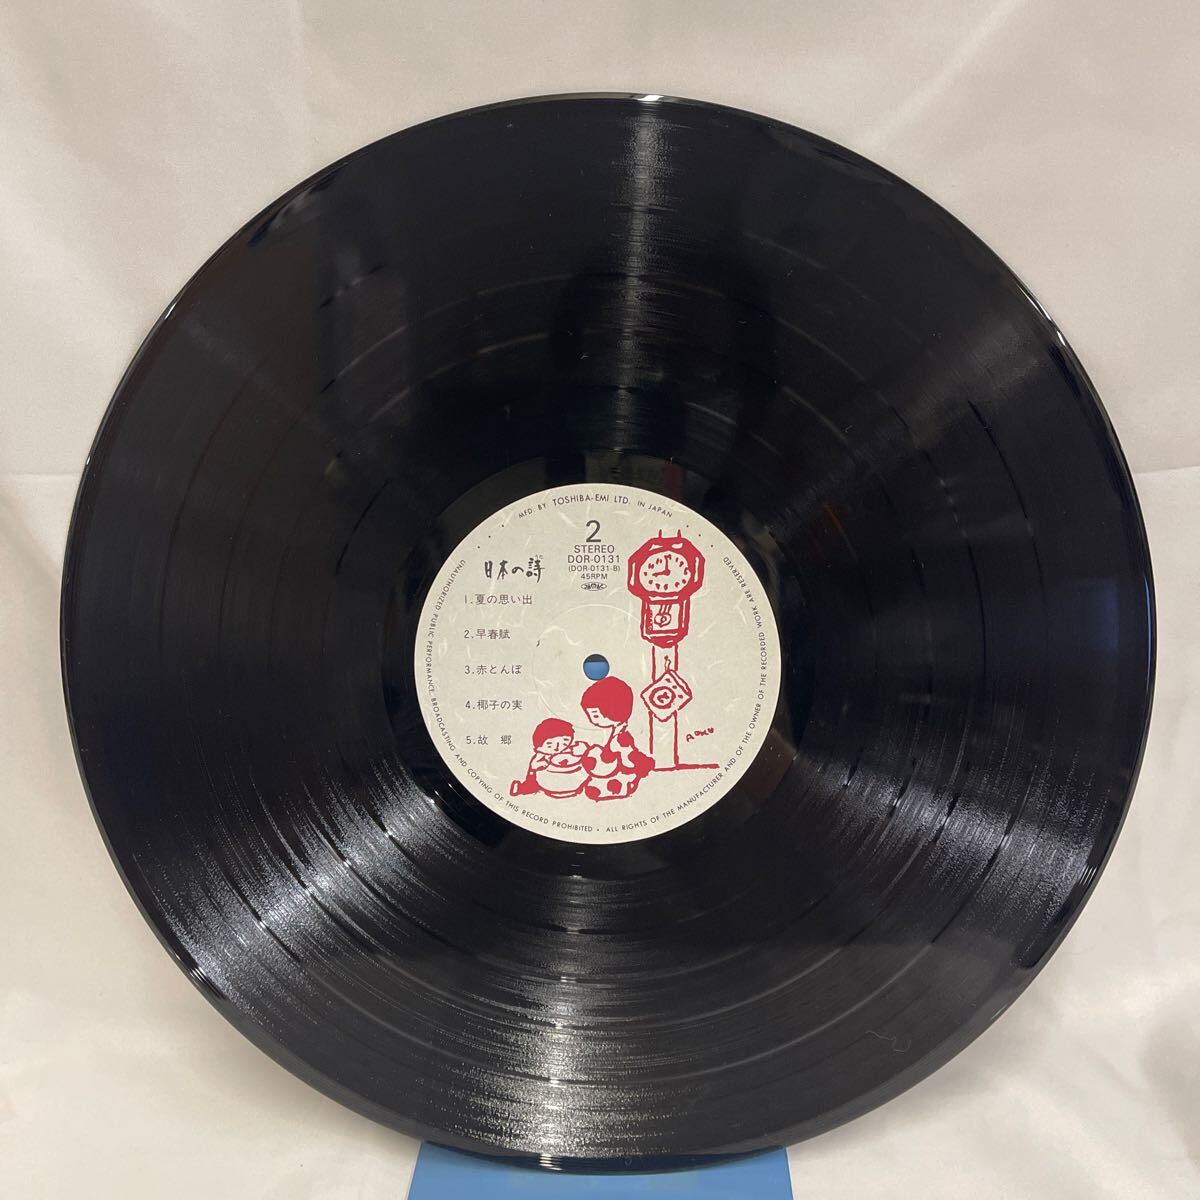 MFD. BY TOSHIBA-EMI LTD. IN JAPAN
2
STEREO
DOR-0131
(DOR-0131-B)
45RPM
うた
日本の詩
1.夏の思い出
2.早春賦
3.赤とんぼ
4.椰子の実
5.故 郷
UNAUTHORIZED PUBLIC PERFORMANCE, BROADCASTING AND COPYING OF THIS RECORD PROHIBITED • ALL RIGHTS OF THE MANUFACTURER AND OF THE OWNER OF THE RECORDED WORK ARE RESERVED